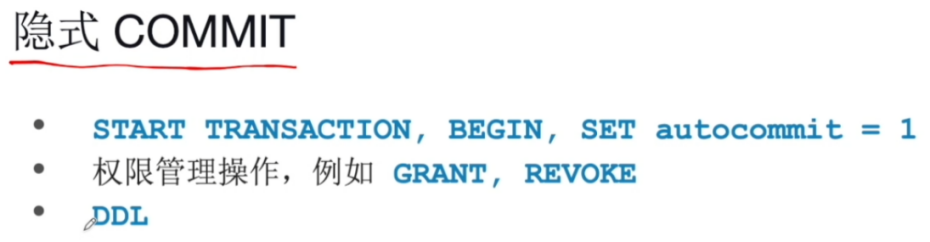 隐式 COMMIT
• START TRANSACTION, BEGIN, SET autocommit = 1
• 权限管理操作，例如 GRANT, REVOKE
• DDL